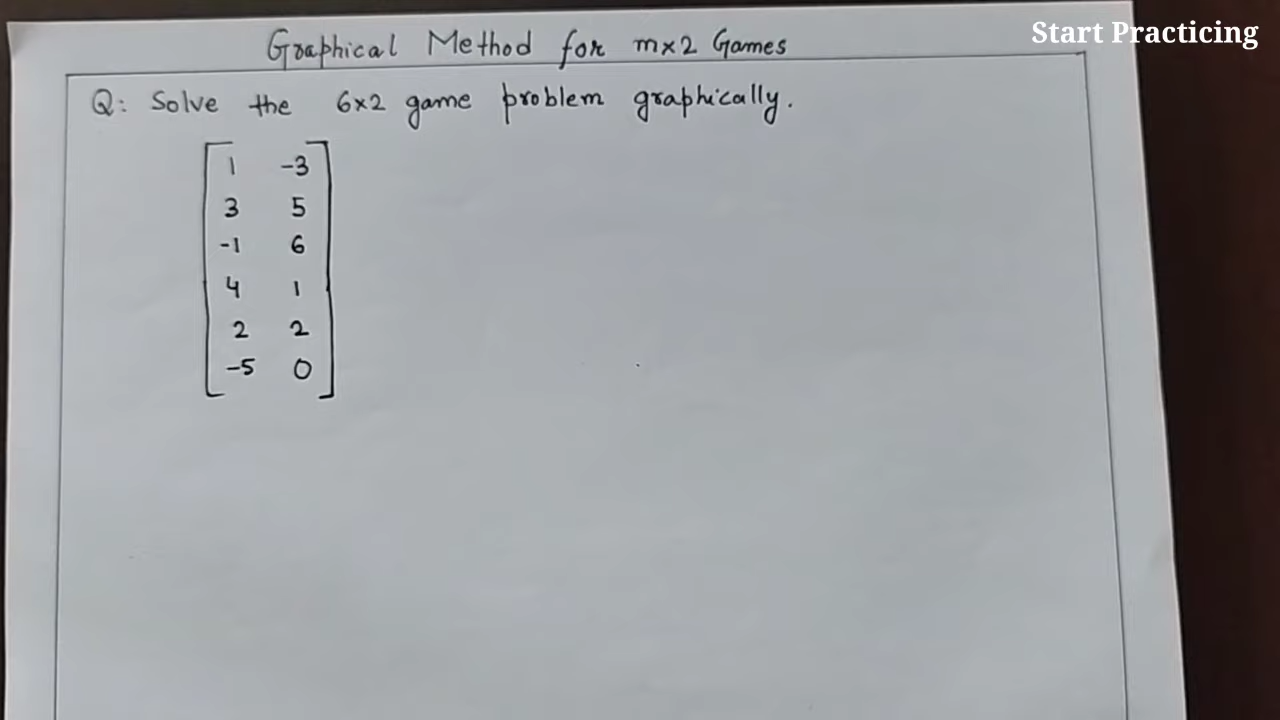 Start Practicing
Graphical Method for m×2 Games
Q: Solve the 6×2 game problem graphically.
1 -3
3 5
-1 6
4 1
2 2
-5 0